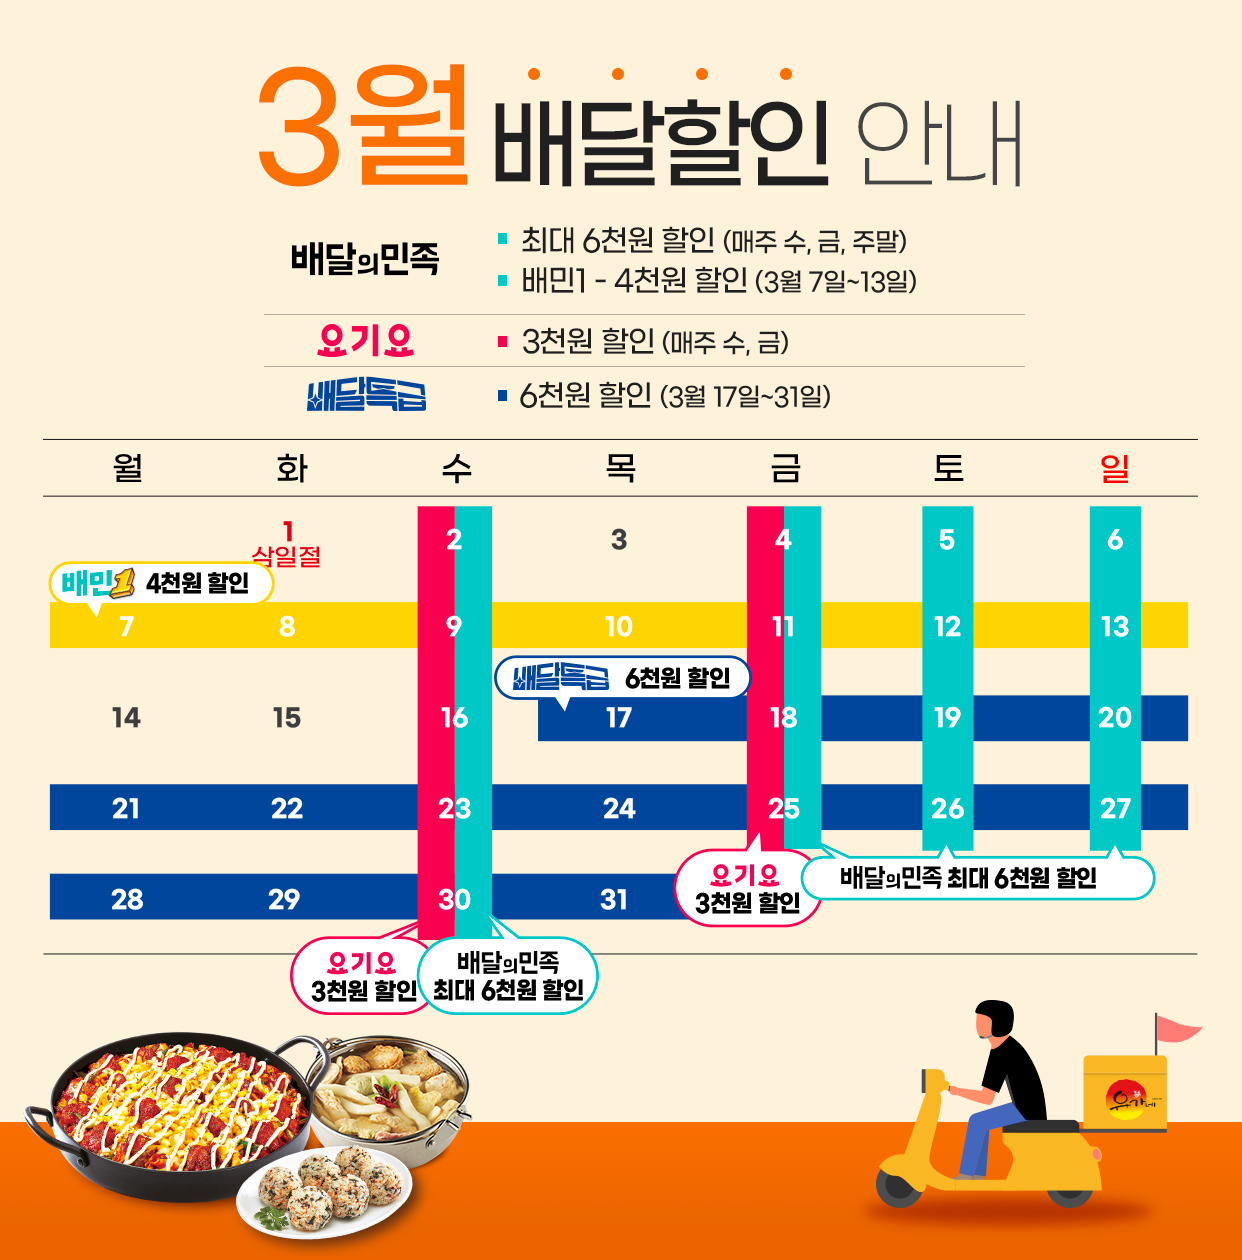 3월 배달할인 안내
배달의민족
최대 6천원 할인 (매주 수, 금, 주말)
배민1 - 4천원 할인 (3월 7일~13일)
요기요
3천원 할인 (매주 수, 금)
배달특급
6천원 할인 (3월 17일~31일)
월 화 수 목 금 토 일
1 2 3 4 5 6
삼일절
배민1 4천원 할인
7 8 9 10 11 12 13
배달특급 6천원 할인
14 15 16 17 18 19 20
21 22 23 24 25 26 27
요기요
3천원 할인
배달의민족 최대 6천원 할인
28 29 30 31
요기요
3천원 할인
배달의민족
최대 6천원 할인
유가네